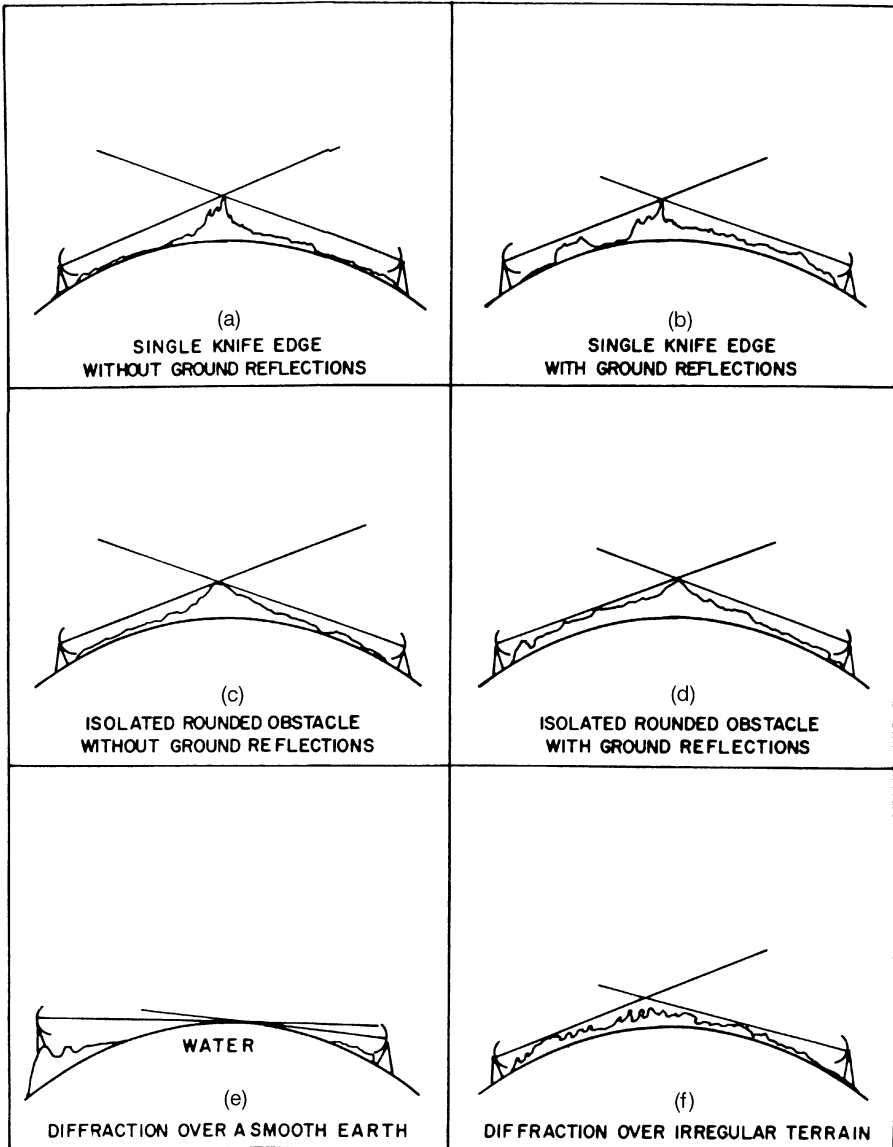 (a)
SINGLE KNIFE EDGE
WITHOUT GROUND REFLECTIONS
(b)
SINGLE KNIFE EDGE
WITH GROUND REFLECTIONS
(c)
ISOLATED ROUNDED OBSTACLE
WITHOUT GROUND REFLECTIONS
(d)
ISOLATED ROUNDED OBSTACLE
WITH GROUND REFLECTIONS
WATER
(e)
DIFFRACTION OVER A SMOOTH EARTH
(f)
DIFFRACTION OVER IRREGULAR TERRAIN